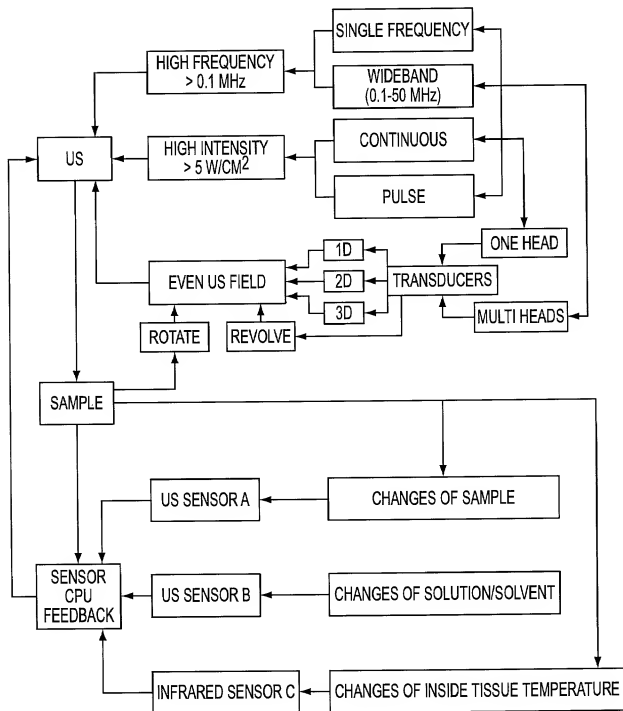 SINGLE FREQUENCY
HIGH FREQUENCY
> 0.1 MHz
WIDEBAND
(0.1-50 MHz)
US
HIGH INTENSITY
> 5 W/CM2
CONTINUOUS
PULSE
ONE HEAD
EVEN US FIELD
1D
2D
3D
TRANSDUCERS
MULTI HEADS
ROTATE
REVOLVE
SAMPLE
US SENSOR A
CHANGES OF SAMPLE
SENSOR
CPU
FEEDBACK
US SENSOR B
CHANGES OF SOLUTION/SOLVENT
INFRARED SENSOR C
CHANGES OF INSIDE TISSUE TEMPERATURE